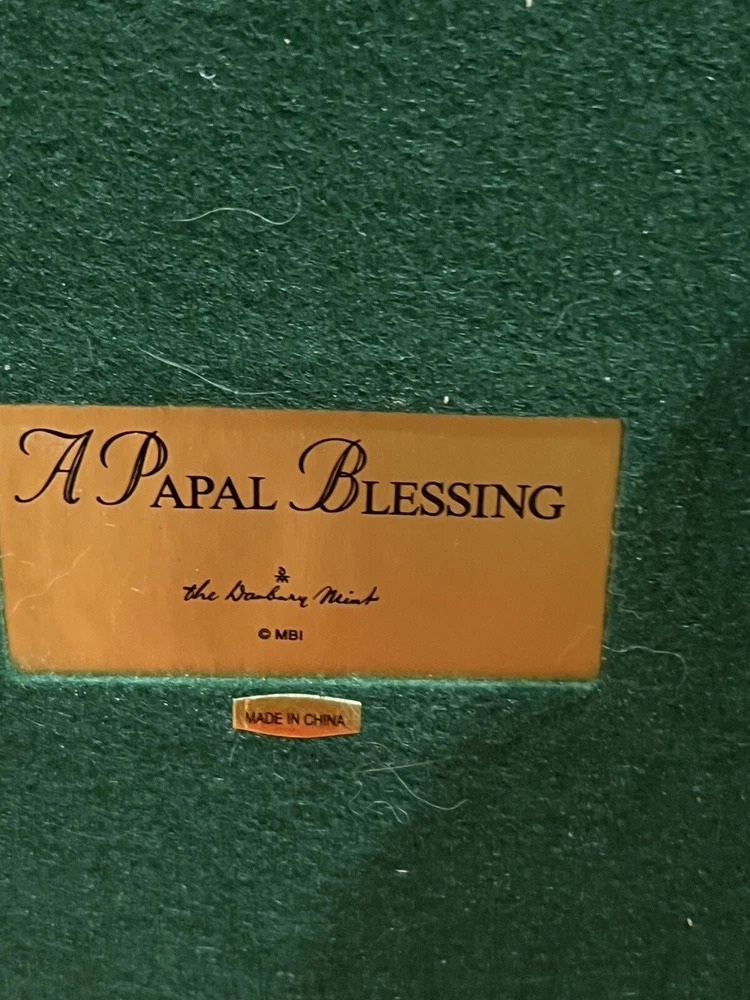 A PAPAL BLESSING
the Danbury Mint
© MBI
MADE IN CHINA